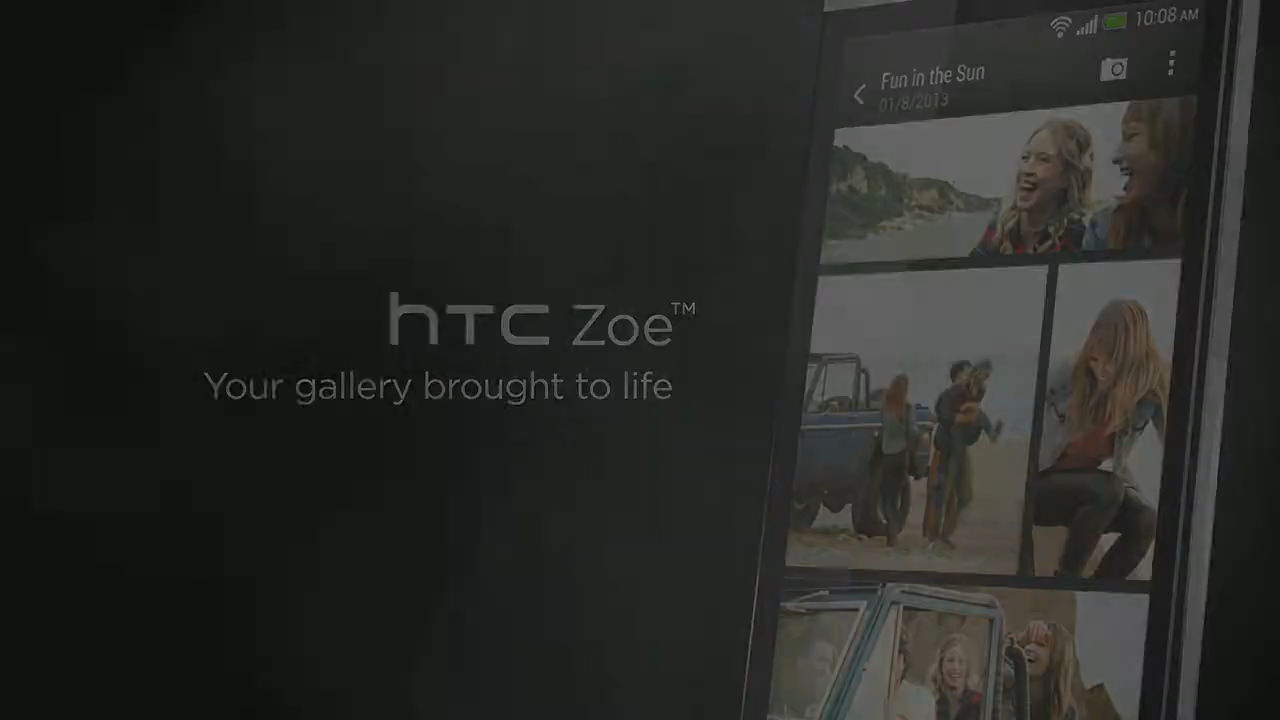 10:08 AM
Fun in the Sun
01/8/2013
hTC Zoe™
Your gallery brought to life